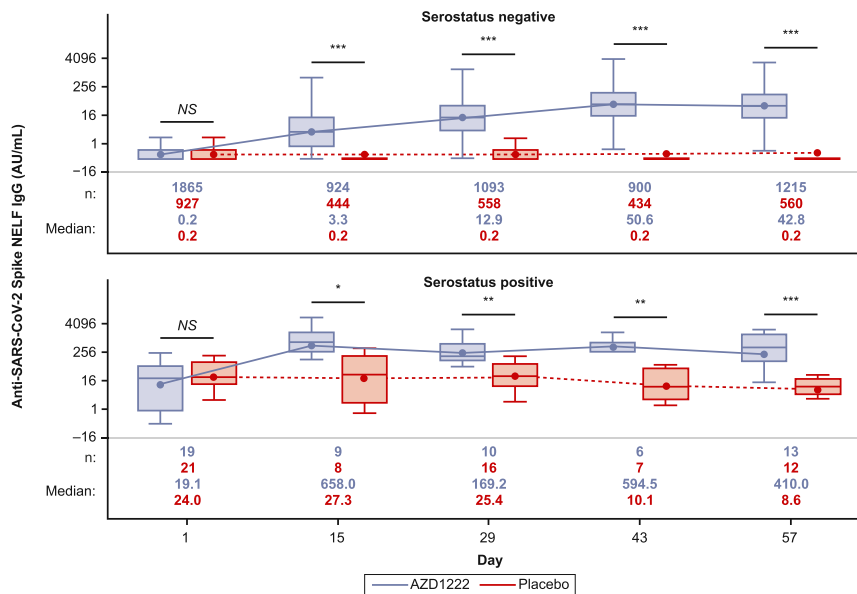 Anti-SARS-CoV-2 Spike NELF IgG (AU/mL)
Serostatus negative
4096
256
16
1
−16
NS
***
***
***
***
n:
1865 924 1093 900 1215
927 444 558 434 560
Median:
0.2 3.3 12.9 50.6 42.8
0.2 0.2 0.2 0.2 0.2
Serostatus positive
4096
256
16
1
−16
NS
*
**
**
***
n:
19 9 10 6 13
21 8 16 7 12
Median:
19.1 658.0 169.2 594.5 410.0
24.0 27.3 25.4 10.1 8.6
1 15 29 43 57
Day
AZD1222 Placebo